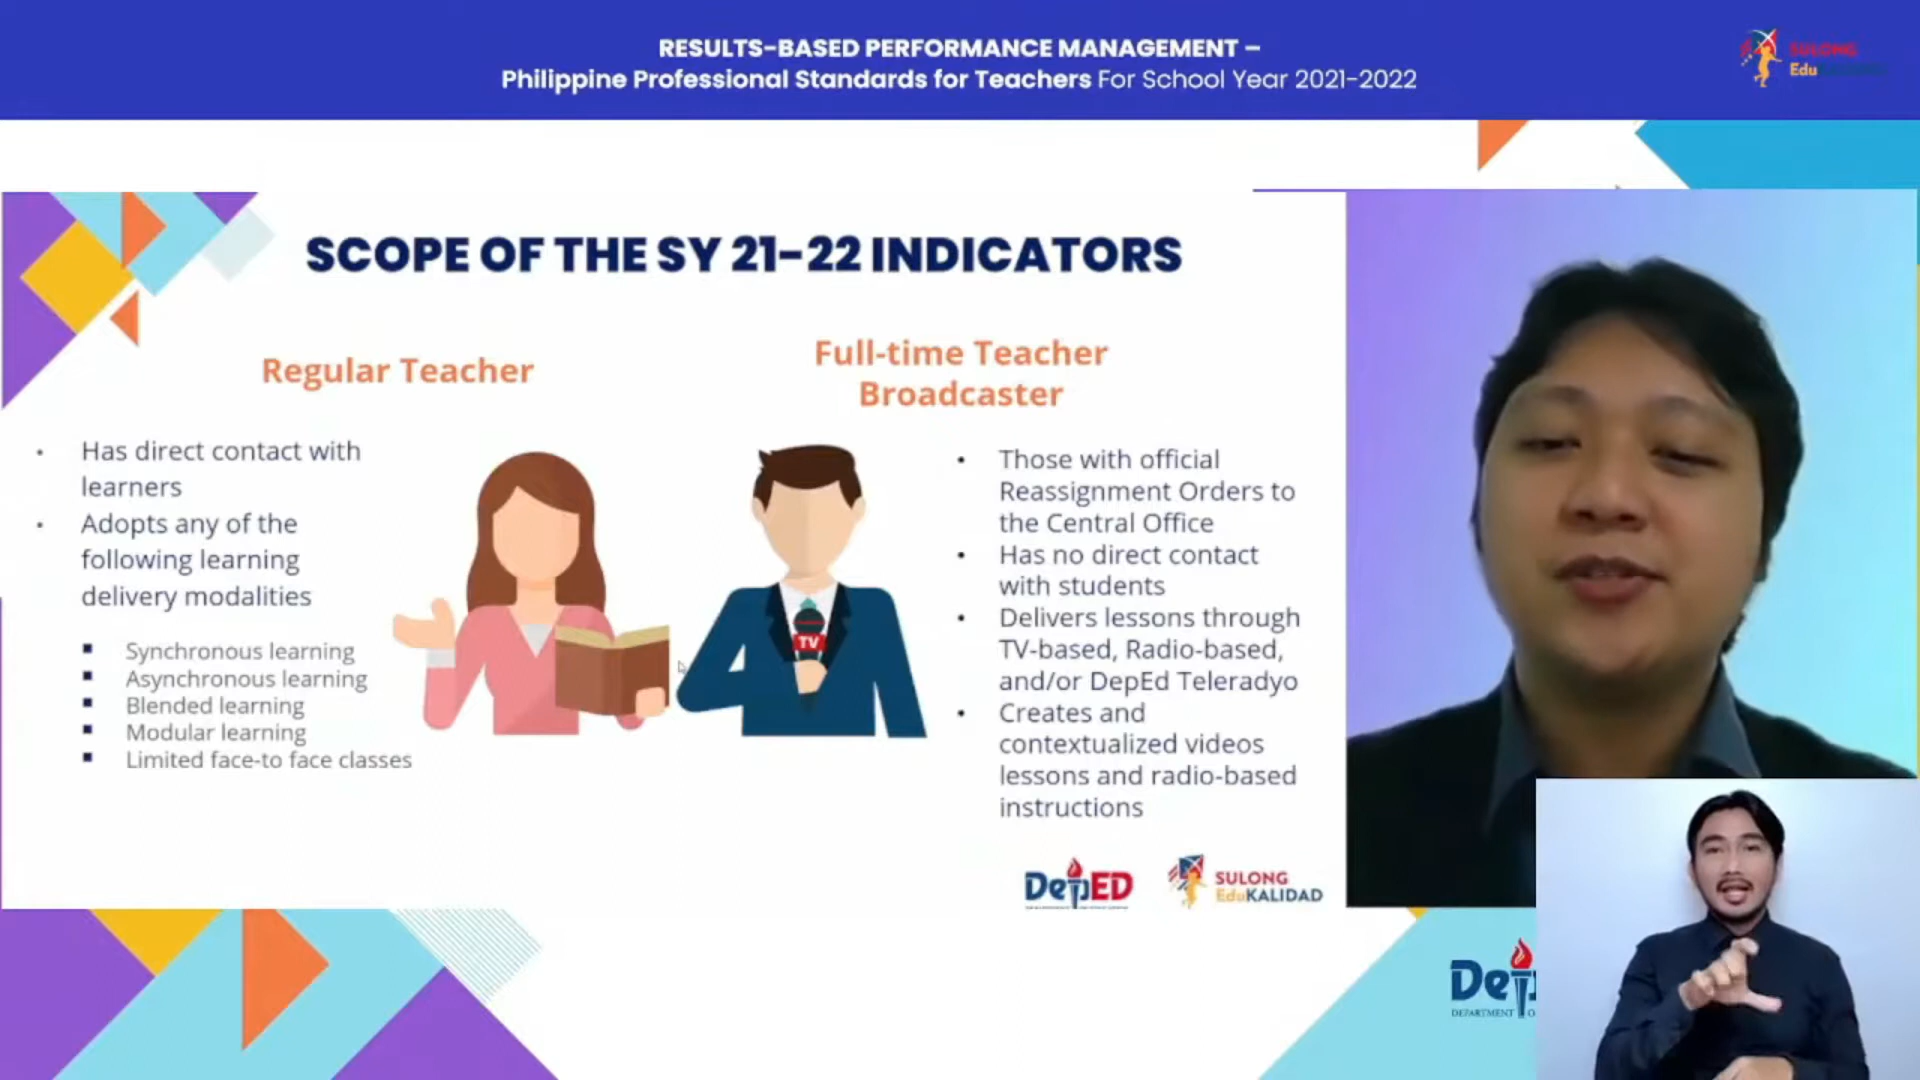 RESULTS-BASED PERFORMANCE MANAGEMENT –
Philippine Professional Standards for Teachers For School Year 2021-2022
SULONG
Edu
SCOPE OF THE SY 21-22 INDICATORS
Regular Teacher
• Has direct contact with
learners
• Adopts any of the
following learning
delivery modalities
▪ Synchronous learning
▪ Asynchronous learning
▪ Blended learning
▪ Modular learning
▪ Limited face-to face classes
TV
Full-time Teacher
Broadcaster
• Those with official
Reassignment Orders to
the Central Office
• Has no direct contact
with students
• Delivers lessons through
TV-based, Radio-based,
and/or DepEd Teleradyo
• Creates and
contextualized videos
lessons and radio-based
instructions
DepED
SULONG
EduKALIDAD
De
DEPARTMENT O